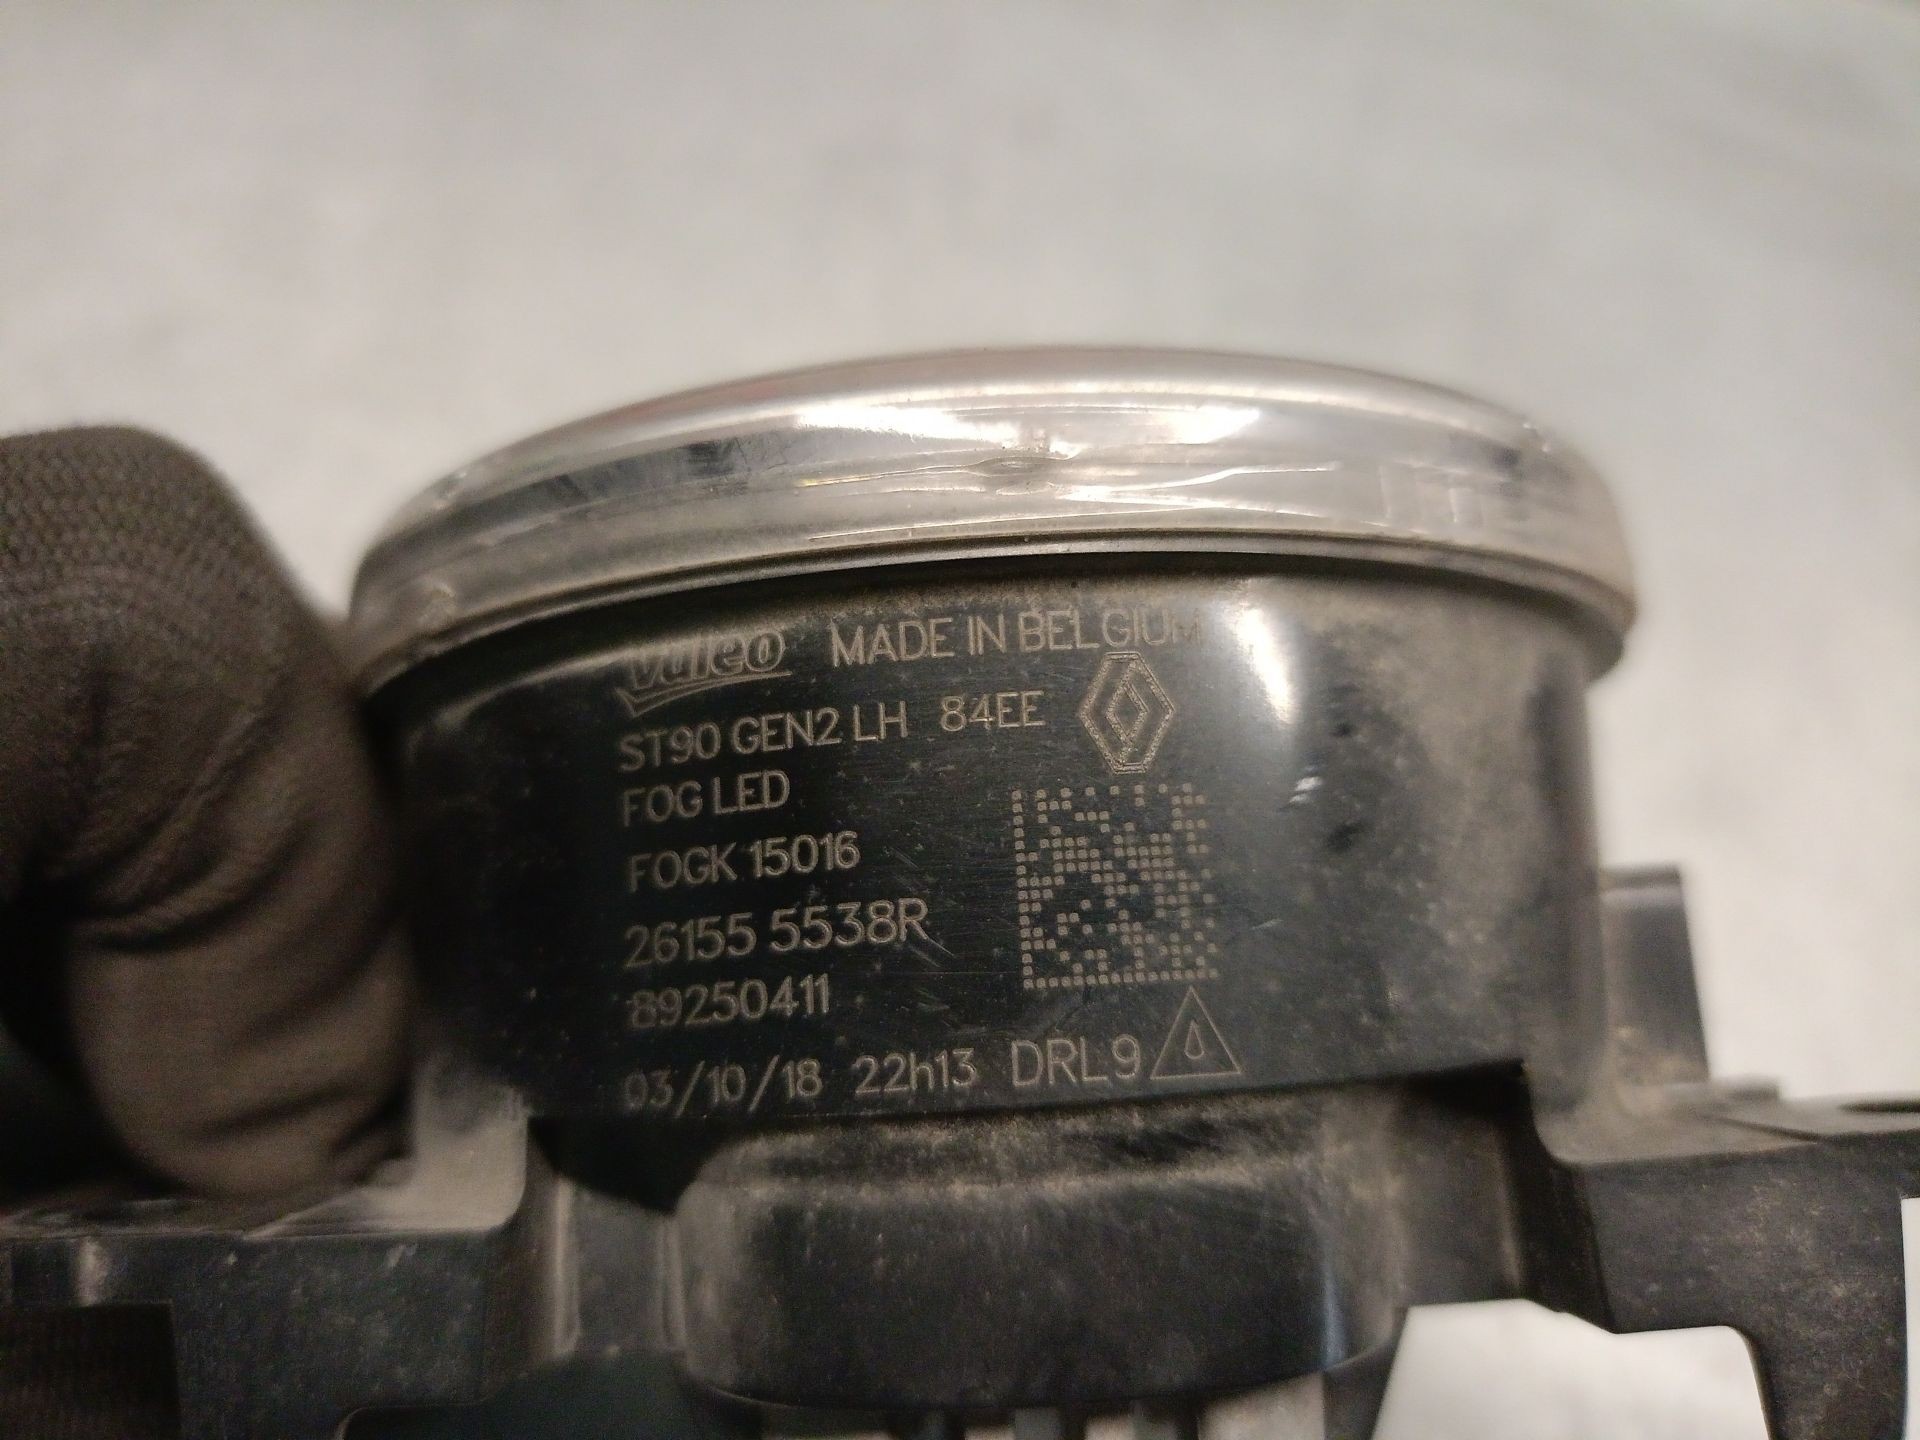 Valeo MADE IN BELGIUM
ST90 GEN2 LH 84EE
FOG LED
FOGK 15016
26155 5538R
89250411
03/10/18 22h13 DRL9